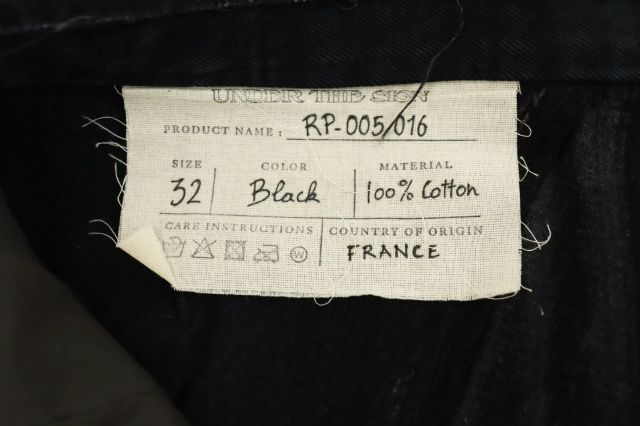 UNDER THE SIGN
PRODUCT NAME: RP-005/016
SIZE COLOR MATERIAL
32 Black 100% Cotton
CARE INSTRUCTIONS COUNTRY OF ORIGIN
W FRANCE